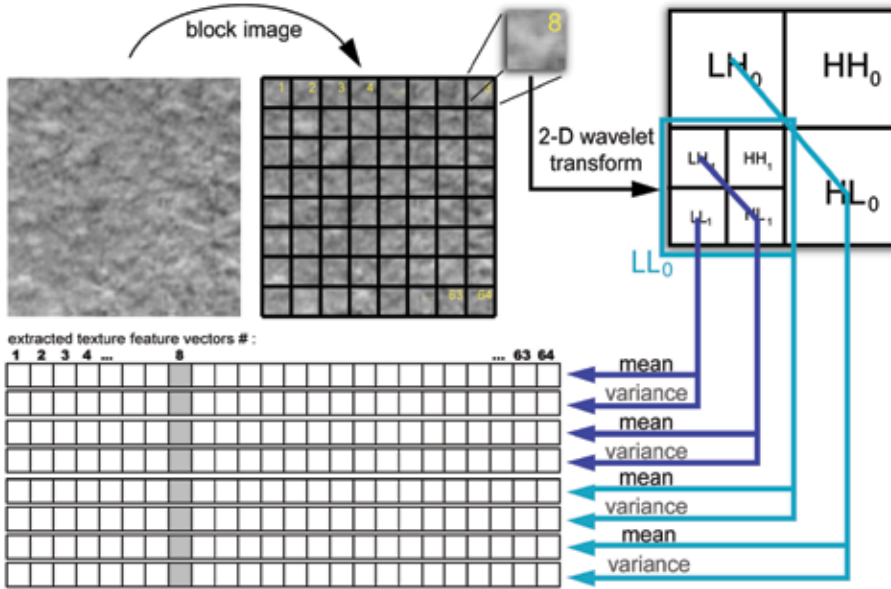 block image
8
1 2 3 4 ... 8
63 64
2-D wavelet
transform
LH0 HH0
LH1 HH1
HL0
LL1 HL1
LL0
extracted texture feature vectors # :
1 2 3 4 ... 8 ... 63 64
mean
variance
mean
variance
mean
variance
mean
variance